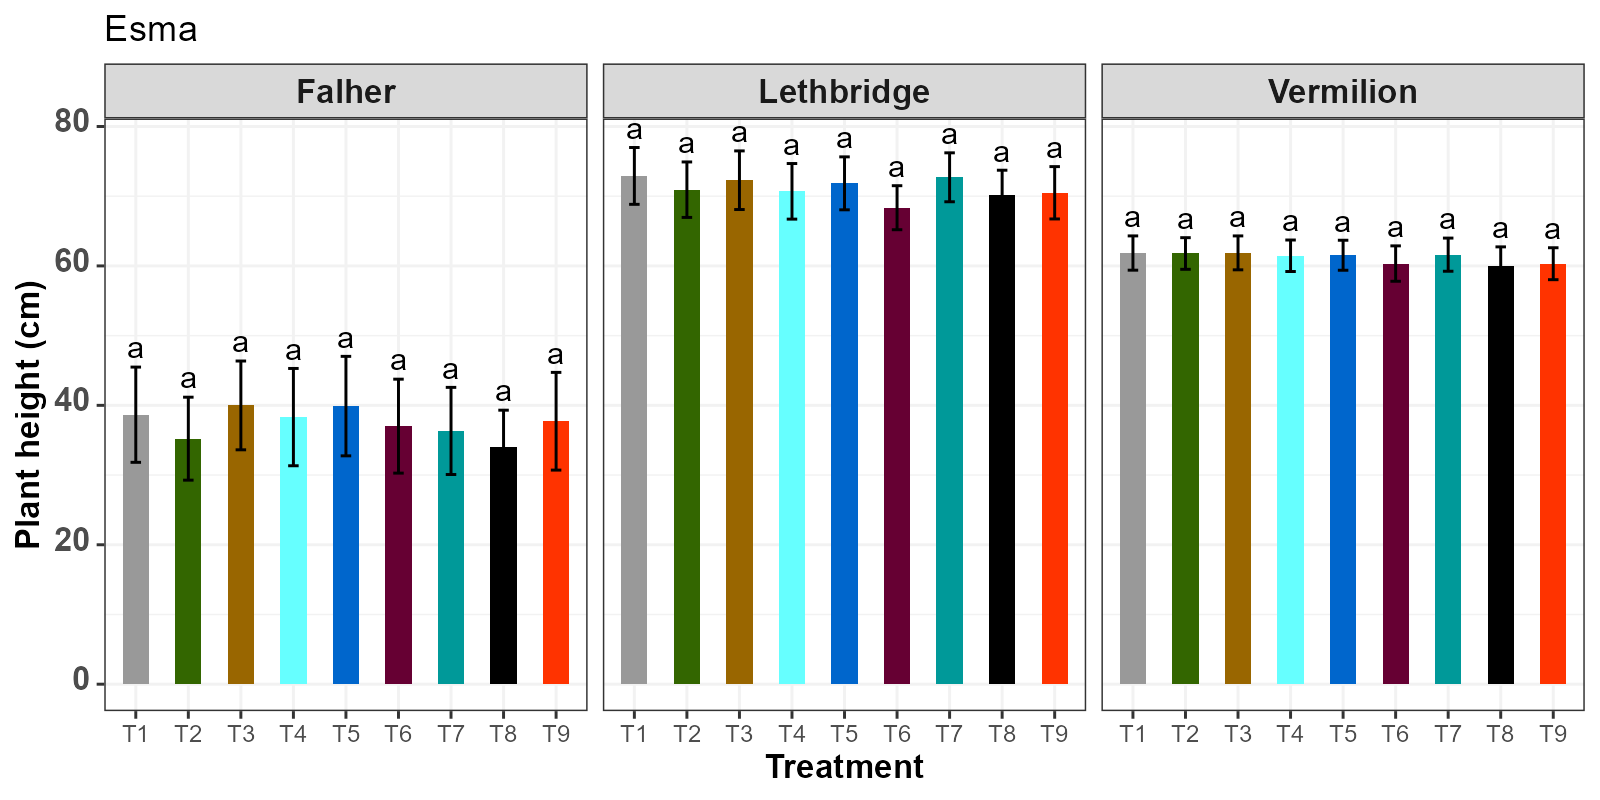 Esma
Falher Lethbridge Vermilion
80
60
40
20
0
Plant height (cm)
a a a a a a a a a
a a a a a a a a a
a a a a a a a a a
T1 T2 T3 T4 T5 T6 T7 T8 T9
T1 T2 T3 T4 T5 T6 T7 T8 T9
T1 T2 T3 T4 T5 T6 T7 T8 T9
Treatment